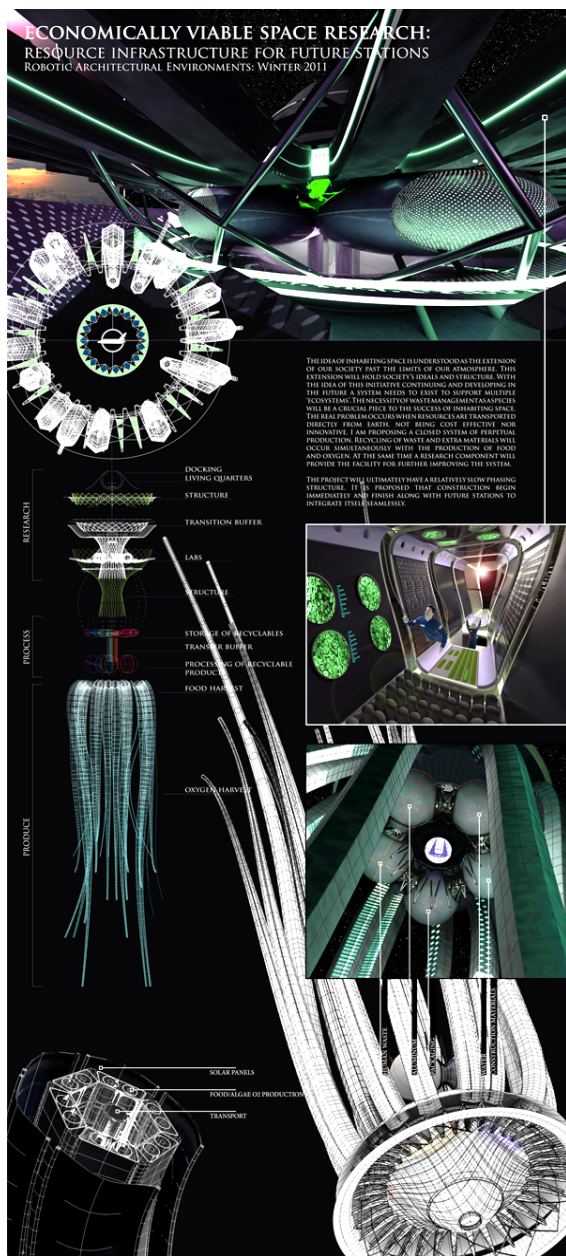 ECONOMICALLY VIABLE SPACE RESEARCH:
RESOURCE INFRASTRUCTURE FOR FUTURE STATIONS
ROBOTIC ARCHITECTURAL ENVIRONMENTS: WINTER 2011
THE IDEA OF INHABITING SPACE IS UNDERSTOOD AS THE EXTENION
OF OUR SOCIETY PAST THE LIMITS OF OUR ATMOSPHERE. THIS
EXTENSION WILL HOLD SOCIETY'S IDEALS AND STRUCTURE. WITH
THE IDEA OF THIS INITIATIVE CONTINUING AND DEVELOPING IN
THE FUTURE A SYSTEM NEEDS TO EXIST TO SUPPORT MULTIPLE
"ECOSYSTEMS". THE NECESSITY OF WASTE MANAGEMENT AS A SPECIES
WILL BE A CRUCIAL PIECE TO THE SUCCESS OF INHABITING SPACE.
THE REAL PROBLEM OCCURS WHEN RESOURCES ARE TRANSPORTED
DIRECTLY FROM EARTH, NOT BEING COST EFFECTIVE NOR
INNOVATIVE. I AM PROPOSING A CLOSED SYSTEM OF PERPETUAL
PRODUCTION. RECYCLING OF WASTE AND EXTRA MATERIALS WILL
OCCUR SIMULTANEOUSLY WITH THE PRODUCTION OF FOOD
AND OXYGEN. AT THE SAME TIME A RESEARCH COMPONENT WILL
PROVIDE THE FACILITY FOR FURTHER IMPROVING THE SYSTEM.
THE PROJECT WILL ULTIMATELY HAVE A RELATIVELY SLOW PHASING
STRUCTURE. IT IS PROPOSED THAT CONSTRUCTION BEGIN
IMMEDIATELY AND FINISH ALONG WITH FUTURE STATIONS TO
INTEGRATE ITSELF SEAMLESSLY.
RESEARCH
DOCKING
LIVING QUARTERS
STRUCTURE
TRANSITION BUFFER
LABS
STRUCTURE
PROCESS
STORAGE OF RECYCLABLES
TRANSFER BUFFER
PROCESSING OF RECYCLABLE
PRODUCTS
PRODUCE
FOOD HARVEST
OXYGEN HARVEST
HUMAN WASTE
ALUMINUM
PACKAGING
WATER
CONSTRUCTION MATERIALS
SOLAR PANELS
FOOD/ALGAE O2 PRODUCTION
TRANSPORT